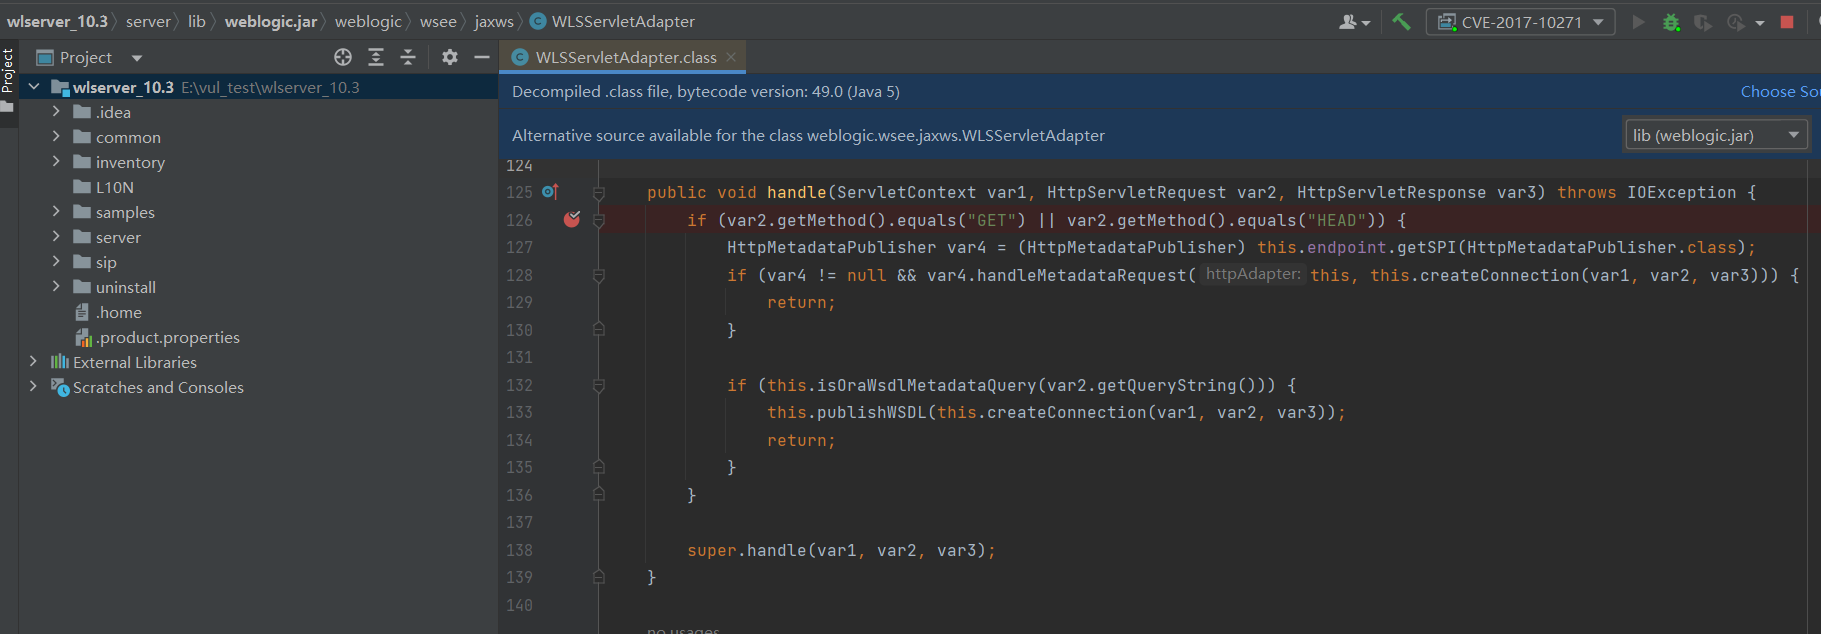 wlserver_10.3 server lib weblogic.jar weblogic wsee jaxws WLSServletAdapter
CVE-2017-10271
Project
Project
WLSServletAdapter.class
wlserver_10.3 E:\vul_test\wlserver_10.3
.idea
common
inventory
L10N
samples
server
sip
uninstall
.home
.product.properties
External Libraries
Scratches and Consoles
Decompiled .class file, bytecode version: 49.0 (Java 5)
Choose Sou
Alternative source available for the class weblogic.wsee.jaxws.WLSServletAdapter
lib (weblogic.jar)
124
125 public void handle(ServletContext var1, HttpServletRequest var2, HttpServletResponse var3) throws IOException {
126 if (var2.getMethod().equals("GET") || var2.getMethod().equals("HEAD")) {
127 HttpMetadataPublisher var4 = (HttpMetadataPublisher) this.endpoint.getSPI(HttpMetadataPublisher.class);
128 if (var4 != null && var4.handleMetadataRequest( httpAdapter: this, this.createConnection(var1, var2, var3))) {
129 return;
130 }
131
132 if (this.isOraWsdlMetadataQuery(var2.getQueryString())) {
133 this.publishWSDL(this.createConnection(var1, var2, var3));
134 return;
135 }
136 }
137
138 super.handle(var1, var2, var3);
139 }
140
no usages